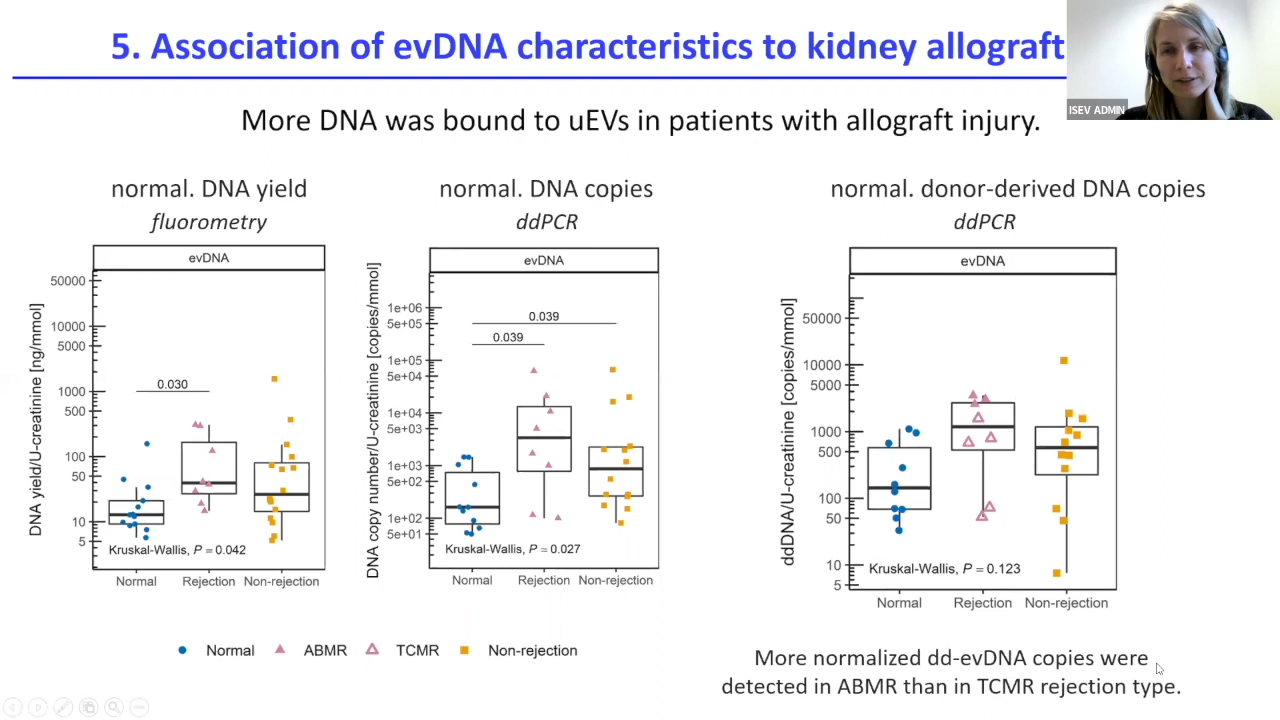 5. Association of evDNA characteristics to kidney allograft
ISEV ADMIN
More DNA was bound to uEVs in patients with allograft injury.
normal. DNA yield
fluorometry
evDNA
DNA yield/U-creatinine [ng/mmol]
50000
10000
5000
1000
500
100
50
10
5
0.030
Kruskal-Wallis, P = 0.042
Normal
Rejection
Non-rejection
normal. DNA copies
ddPCR
evDNA
DNA copy number/U-creatinine [copies/mmol]
1e+06
5e+05
1e+05
5e+04
1e+04
5e+03
1e+03
5e+02
1e+02
5e+01
0.039
0.039
Kruskal-Wallis, P = 0.027
Normal
Rejection
Non-rejection
normal. donor-derived DNA copies
ddPCR
evDNA
ddDNA/U-creatinine [copies/mmol]
50000
10000
5000
1000
500
100
50
10
5
Kruskal-Wallis, P = 0.123
Normal
Rejection
Non-rejection
Normal ABMR TCMR Non-rejection
More normalized dd-evDNA copies were
detected in ABMR than in TCMR rejection type.